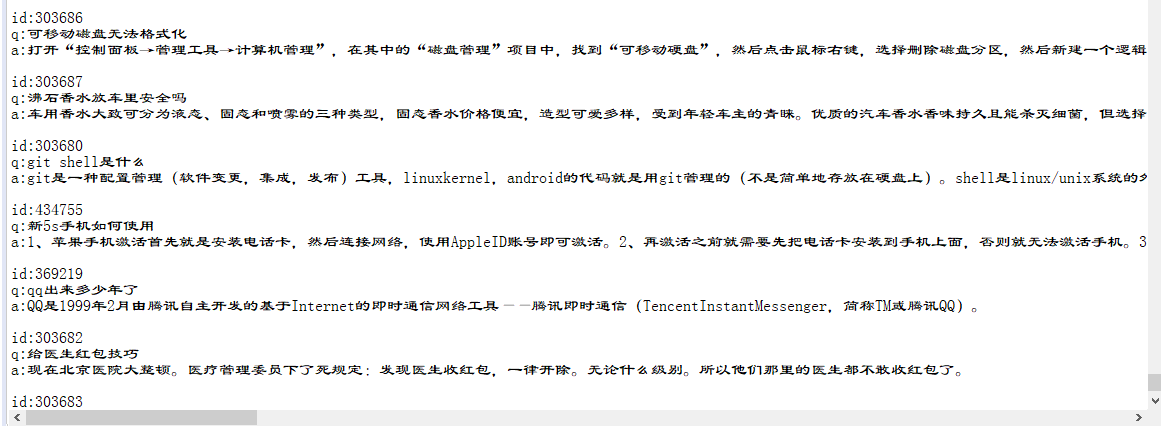 id:303686
q:可移动磁盘无法格式化
a:打开“控制面板→管理工具→计算机管理”，在其中的“磁盘管理”项目中，找到“可移动硬盘”，然后点击鼠标右键，选择删除磁盘分区，然后新建一个逻辑
id:303687
q:沸石香水放车里安全吗
a:车用香水大致可分为液态、固态和喷雾的三种类型，固态香水价格便宜，造型可爱多样，受到年轻车主的青睐。优质的汽车香水香味持久且能杀灭细菌，但选择
id:303680
q:git shell是什么
a:git是一种配置管理（软件变更，集成，发布）工具，linuxkernel，android的代码就是用git管理的（不是简单地存放在硬盘上）。shell是linux/unix系统的外
id:434755
q:新5s手机如何使用
a:1、苹果手机激活首先就是安装电话卡，然后连接网络，使用AppleID账号即可激活。2、再激活之前就需要先把电话卡安装到手机上面，否则就无法激活手机。3
id:369219
q:qq出来多少年了
a:QQ是1999年2月由腾讯自主开发的基于Internet的即时通信网络工具－－腾讯即时通信（TencentInstantMessenger，简称TM或腾讯QQ）。
id:303682
q:给医生红包技巧
a:现在北京医院大整顿。医疗管理委员下了死规定：发现医生收红包，一律开除。无论什么级别。所以他们那里的医生都不敢收红包了。
id:303683